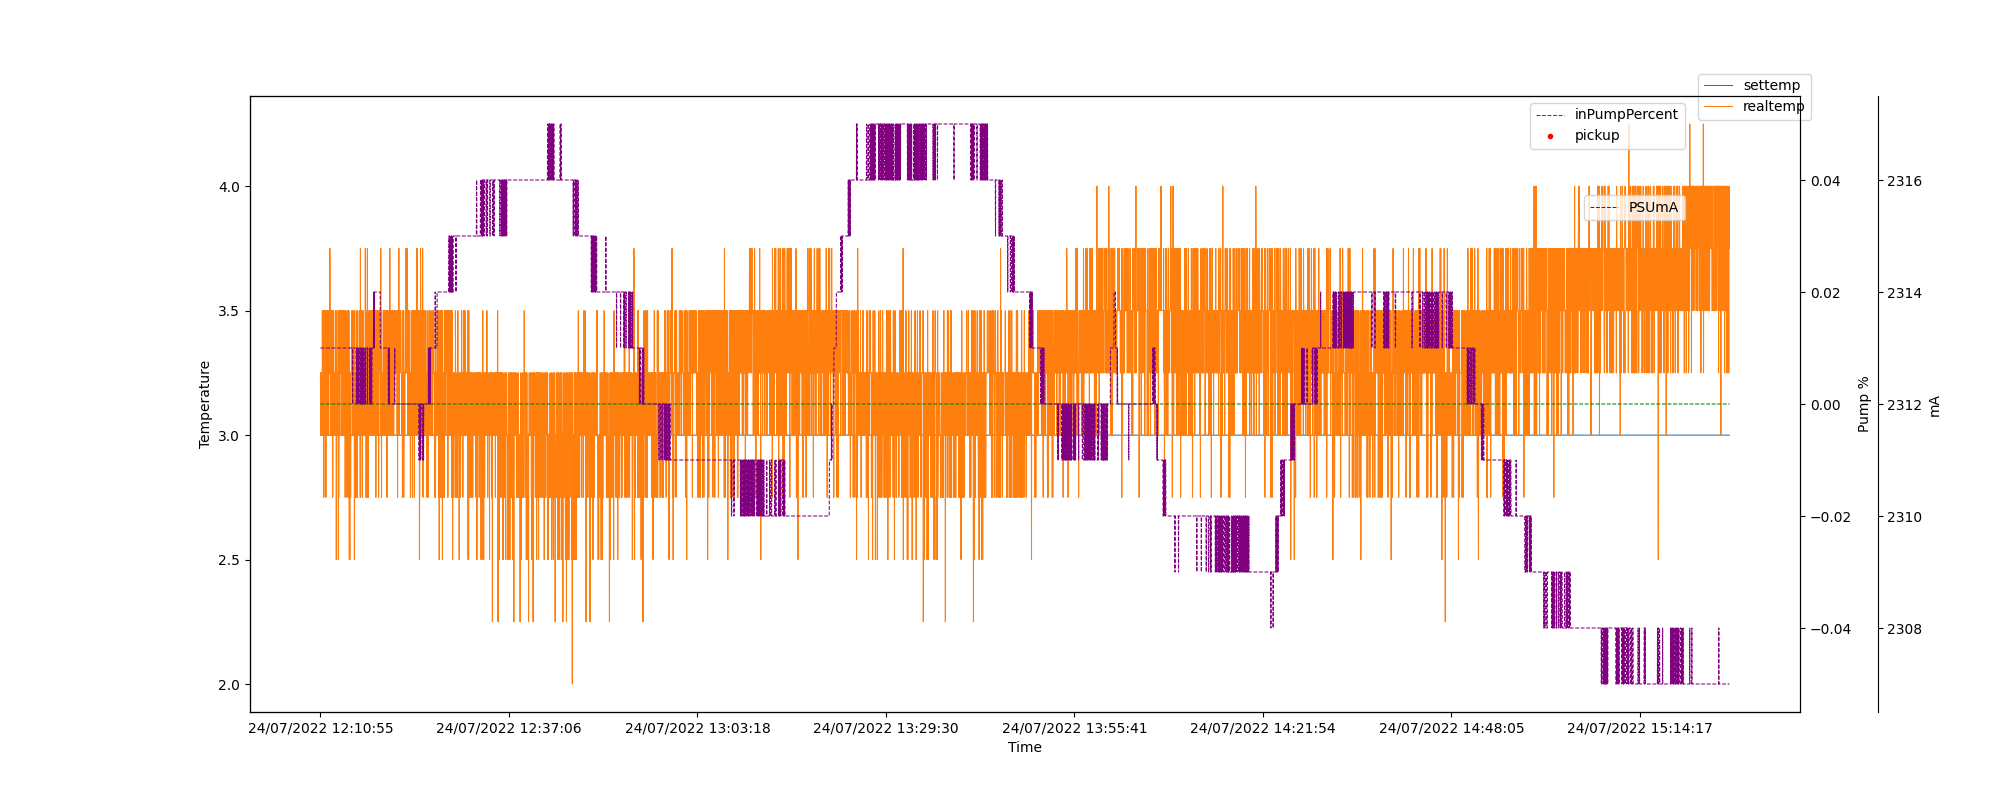 settemp
realtemp
inPumpPercent
pickup
PSUmA
4.0
3.5
3.0
2.5
2.0
Temperature
0.04
0.02
0.00
−0.02
−0.04
Pump %
2316
2314
2312
2310
2308
mA
24/07/2022 12:10:55
24/07/2022 12:37:06
24/07/2022 13:03:18
24/07/2022 13:29:30
24/07/2022 13:55:41
24/07/2022 14:21:54
24/07/2022 14:48:05
24/07/2022 15:14:17
Time